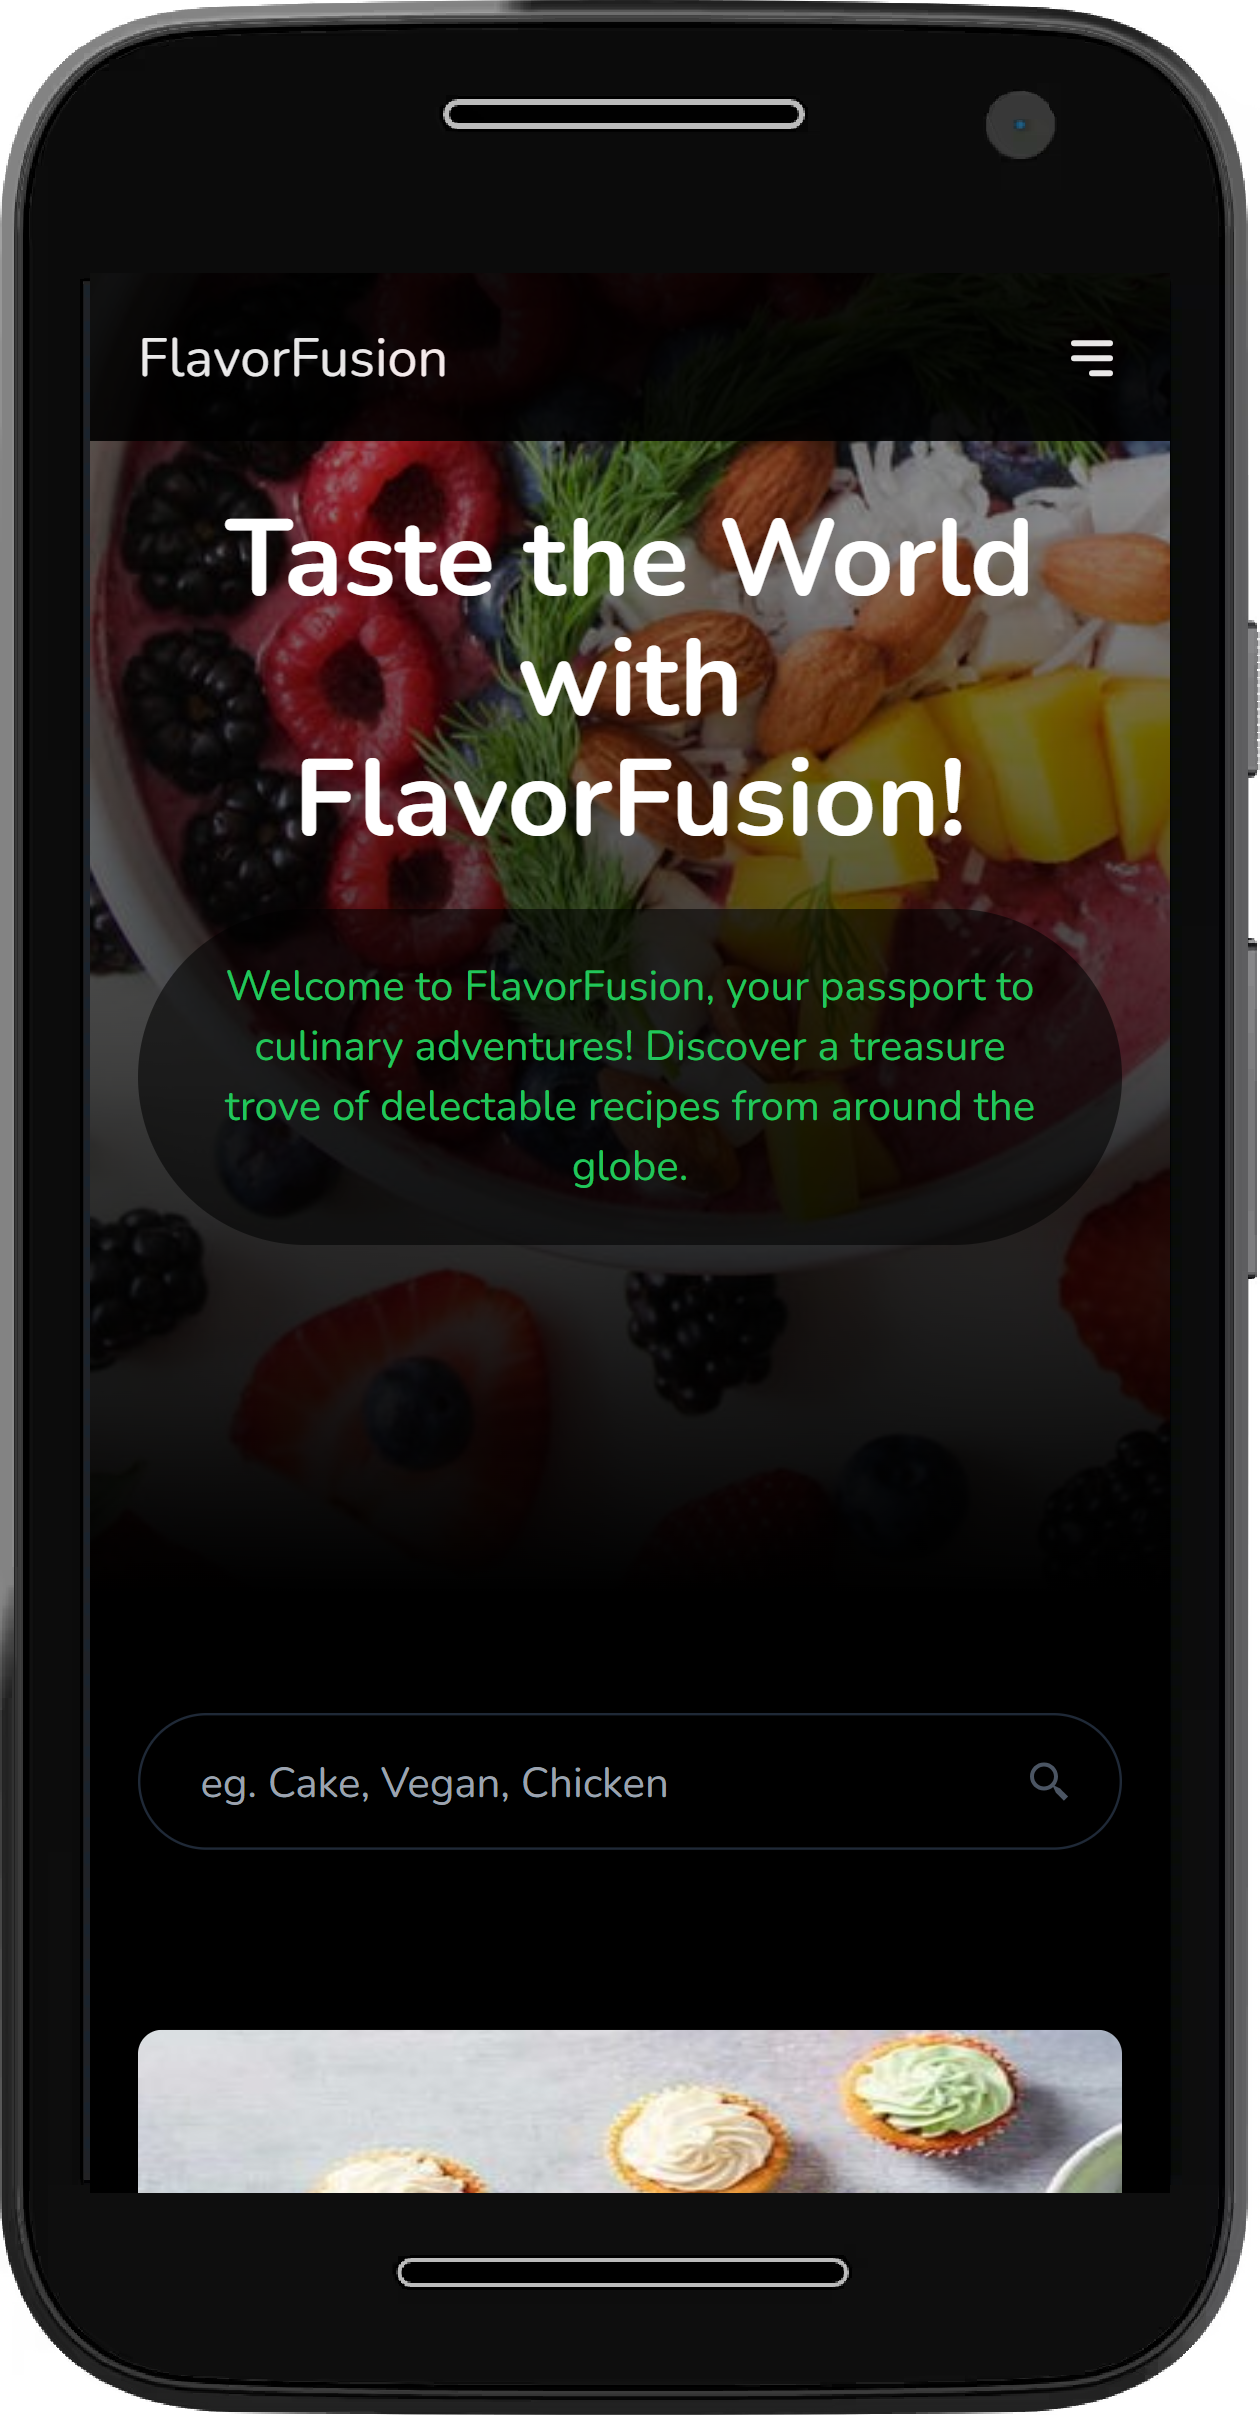 FlavorFusion
Taste the World
with
FlavorFusion!
Welcome to FlavorFusion, your passport to
culinary adventures! Discover a treasure
trove of delectable recipes from around the
globe.
eg. Cake, Vegan, Chicken